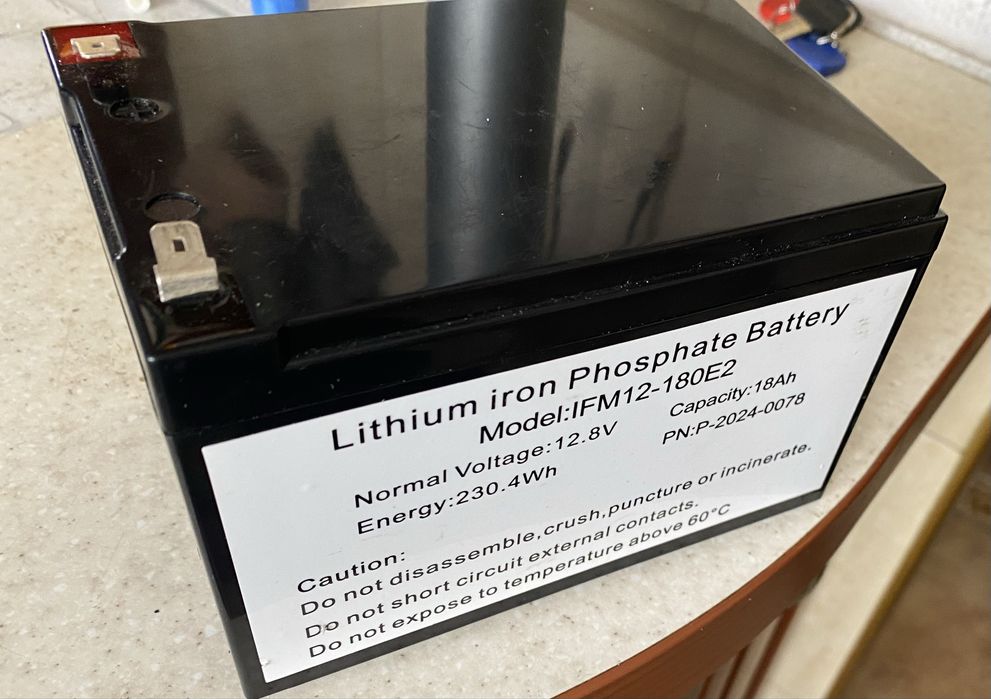 Lithium iron Phosphate Battery
Model:IFM12-180E2
Normal Voltage:12.8V
Capacity:18Ah
Energy:230.4Wh
PN:P-2024-0078
Caution:
Do not disassemble,crush,puncture or incinerate.
Do not short circuit external contacts.
Do not expose to temperature above 60°C